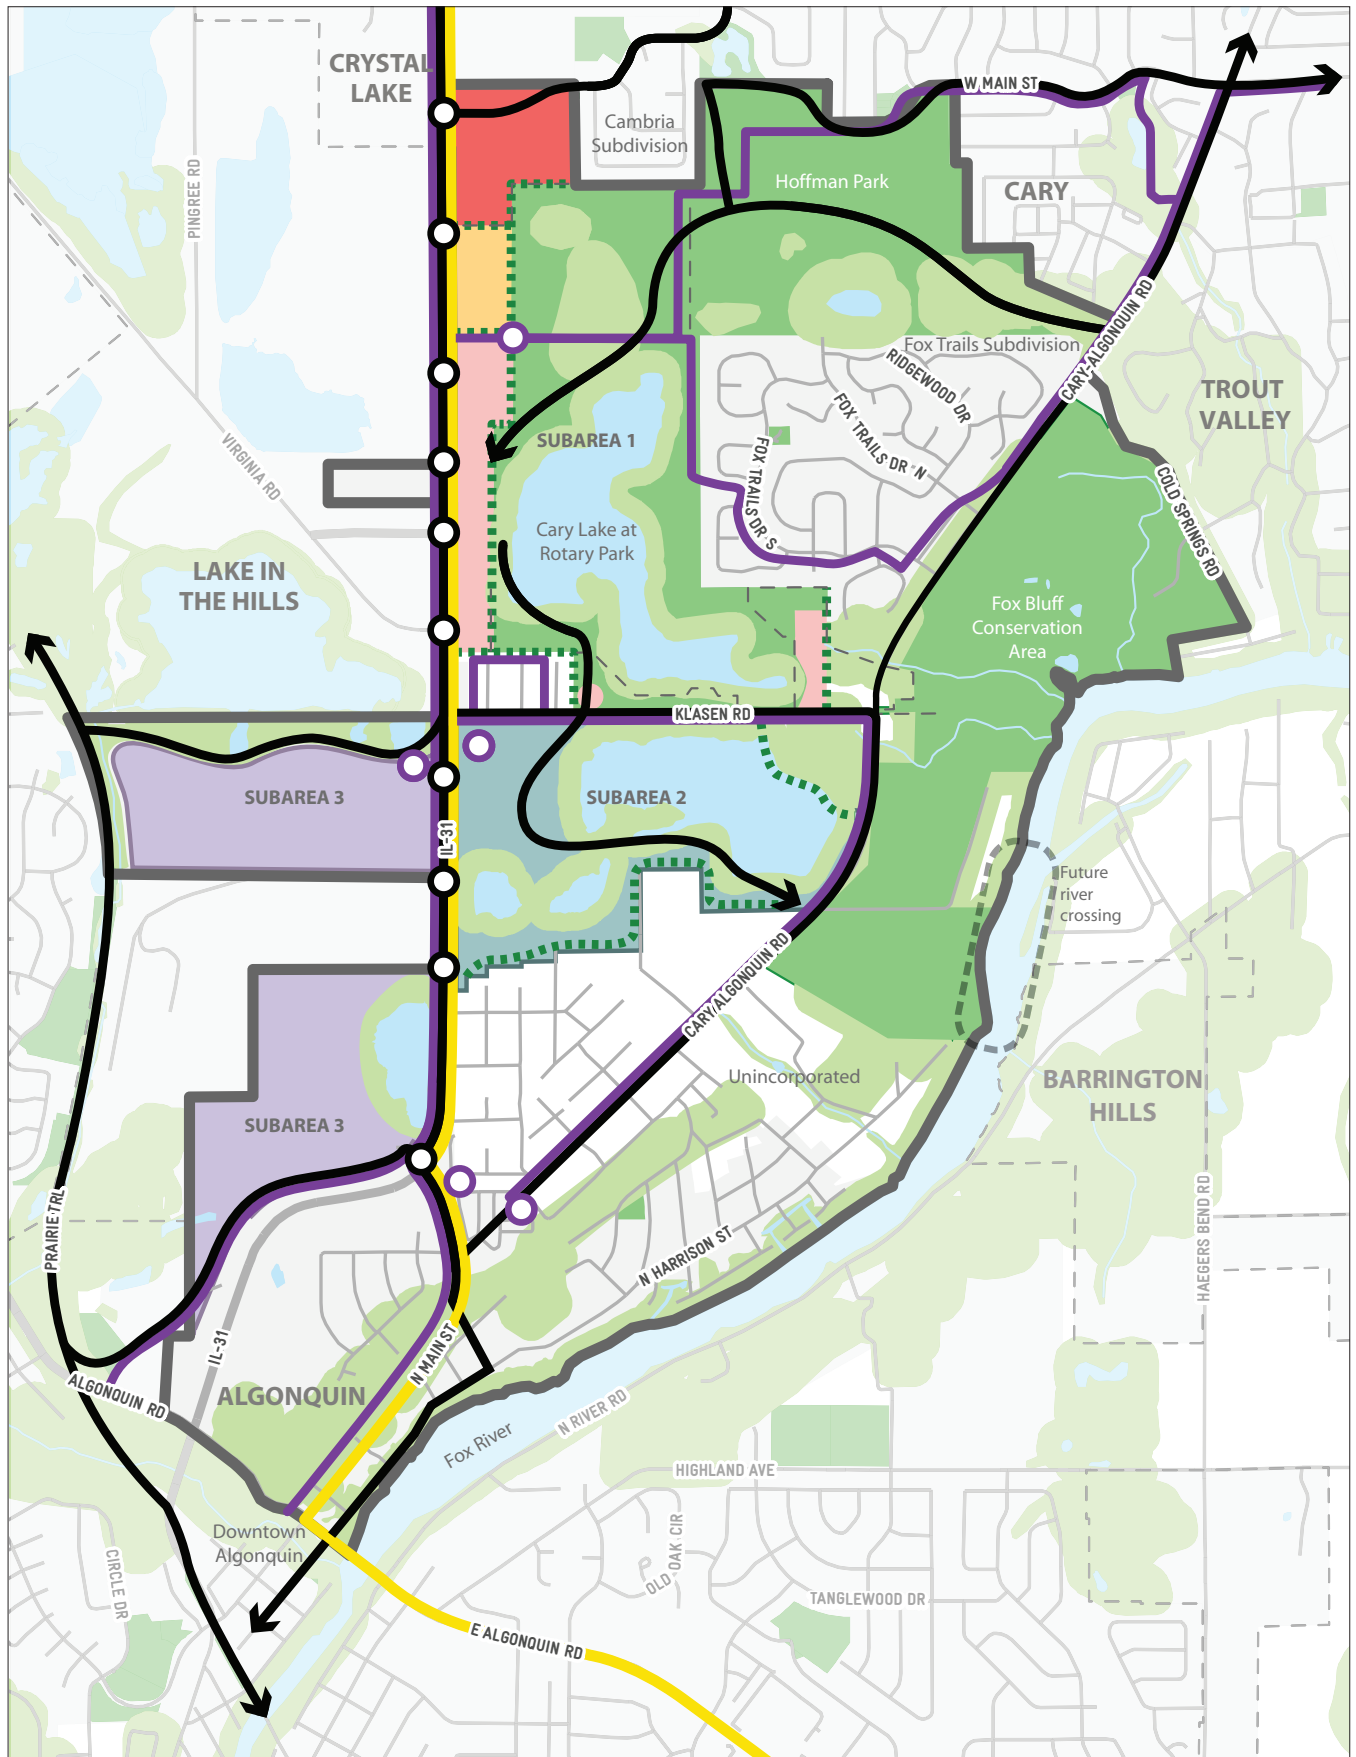 CRYSTAL
LAKE
W MAIN ST
Cambria
Subdivision
Hoffman Park
CARY
PINGREE RD
CARY-ALGONQUIN RD
Fox Trails Subdivision
RIDGEWOOD DR
TROUT
VALLEY
FOX TRAILS DR N
SUBAREA 1
FOX TRAILS DR S
VIRGINIA RD
COLD SPRINGS RD
Cary Lake at
Rotary Park
LAKE IN
THE HILLS
Fox Bluff
Conservation
Area
KLASEN RD
SUBAREA 3
SUBAREA 2
IL-31
Future
river
crossing
CARY/ALGONQUIN RD
Unincorporated
BARRINGTON
HILLS
SUBAREA 3
PRAIRIE TRL
HAEGERS BEND RD
N HARRISON ST
IL-31
N MAIN ST
ALGONQUIN RD
ALGONQUIN
Fox River
N RIVER RD
HIGHLAND AVE
Downtown
Algonquin
CIRCLE DR
OLD OAK CIR
TANGLEWOOD DR
E ALGONQUIN RD